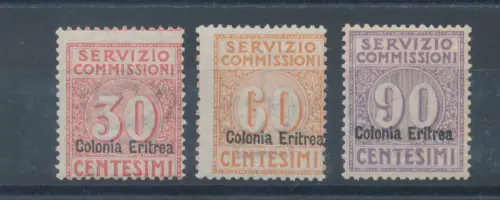 SERVIZIO
COMMISSIONI
30
Colonia Eritrea
CENTESIMI
SERVIZIO
COMMISSIONI
60
Colonia Eritrea
CENTESIMI
SERVIZIO
COMMISSIONI
90
Colonia Eritrea
CENTESIMI